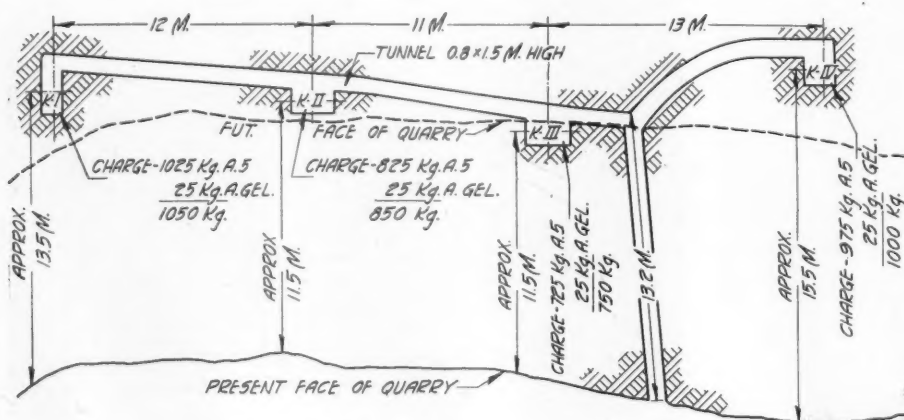 12 M.
11 M.
13 M.
TUNNEL 0.8×1.5 M. HIGH
K-I
K-II
K-III
K-IV
FUT. FACE OF QUARRY
CHARGE-1025 Kg. A.5
25 Kg. A.GEL.
1050 Kg.
CHARGE-825 Kg. A.5
25 Kg. A. GEL.
850 Kg.
CHARGE-725 Kg. A.5
25 Kg. A. GEL.
750 Kg.
CHARGE-975 Kg. A.5
25 Kg. A. GEL.
1000 Kg.
APPROX.
13.5 M.
APPROX.
11.5 M.
APPROX.
11.5 M.
13.2 M.
APPROX.
15.5 M.
PRESENT FACE OF QUARRY